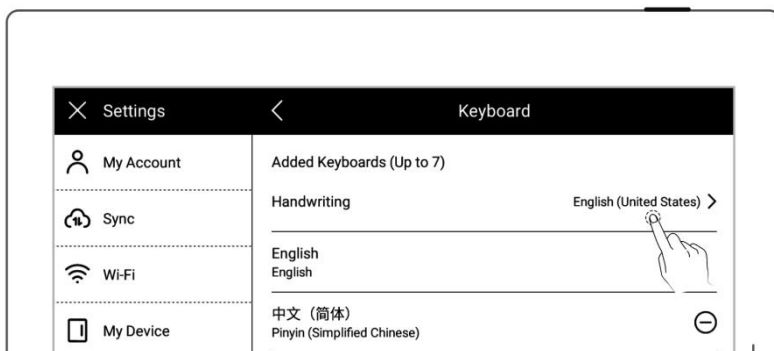 Settings
Keyboard
My Account
Sync
Wi-Fi
My Device
Added Keyboards (Up to 7)
Handwriting English (United States)
English
English
中文（简体）
Pinyin (Simplified Chinese)